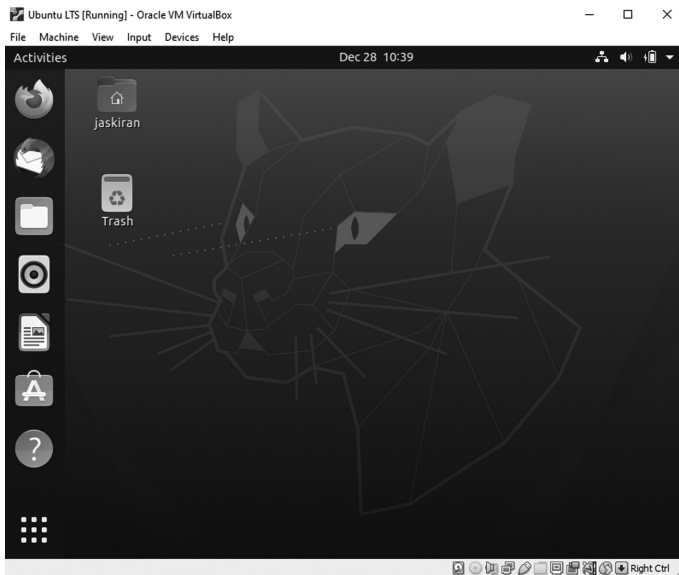 Ubuntu LTS [Running] - Oracle VM VirtualBox
File Machine View Input Devices Help
Activities Dec 28 10:39
jaskiran
Trash
?
Right Ctrl